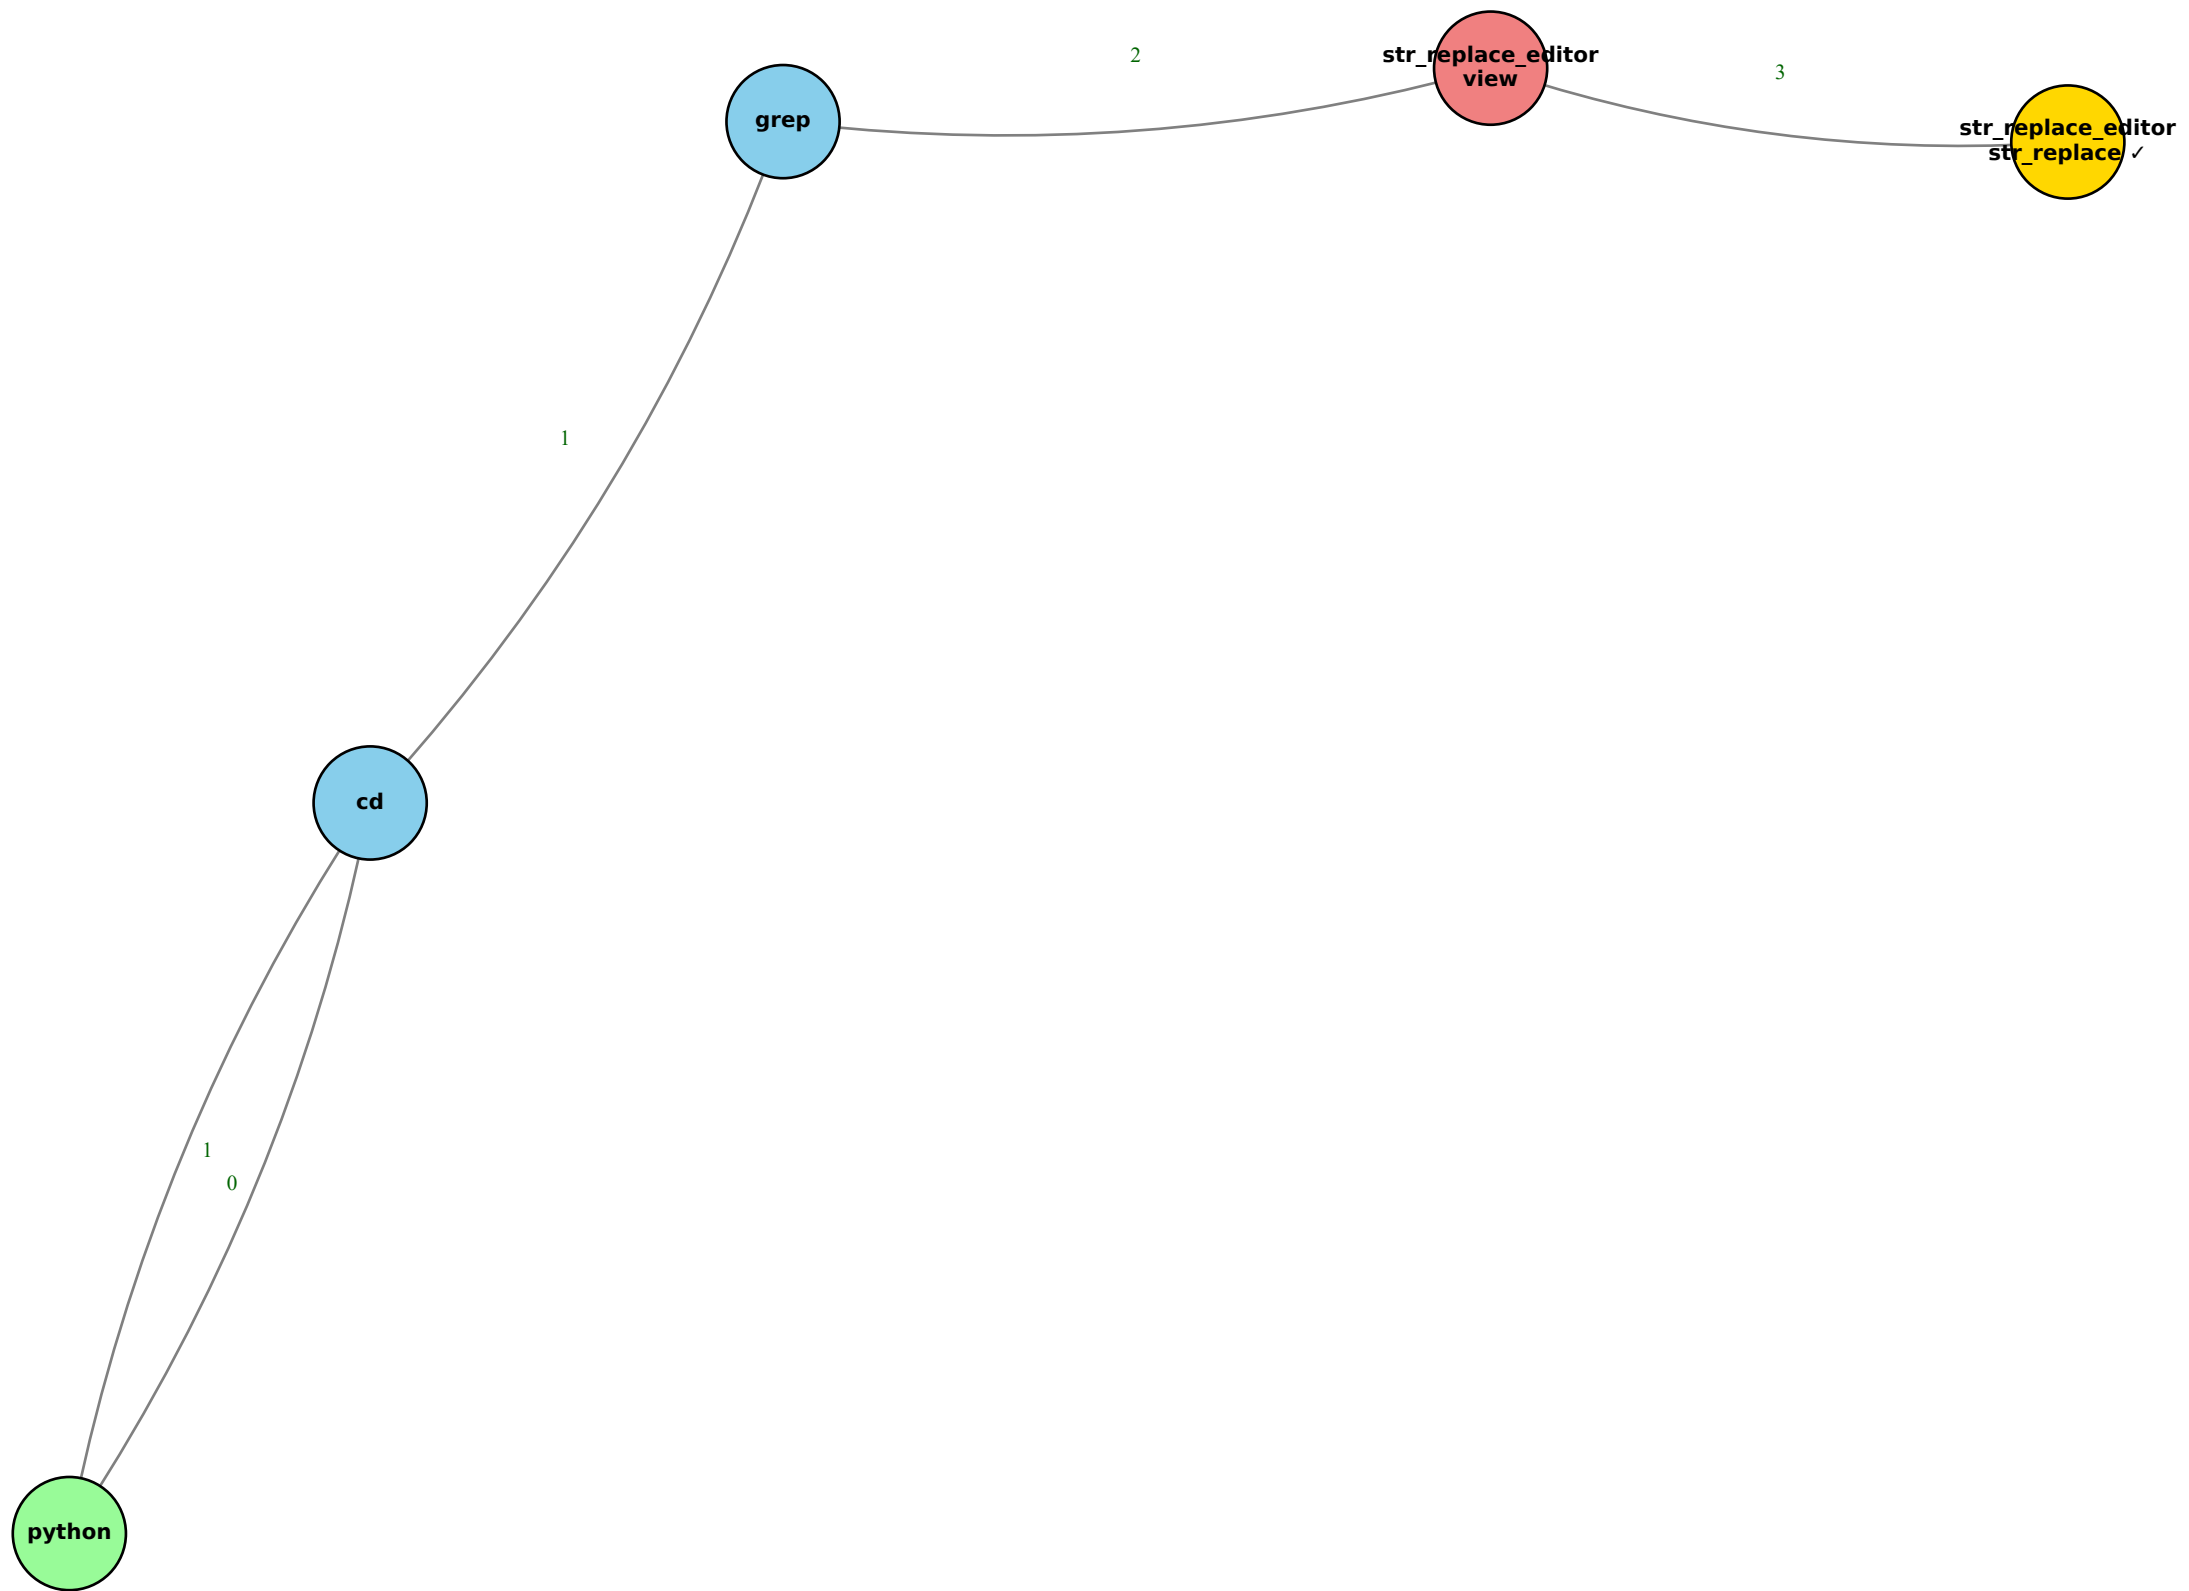 2
str_replace_editor
view
3
grep
str_replace_editor
str_replace ✓
1
cd
1
0
python